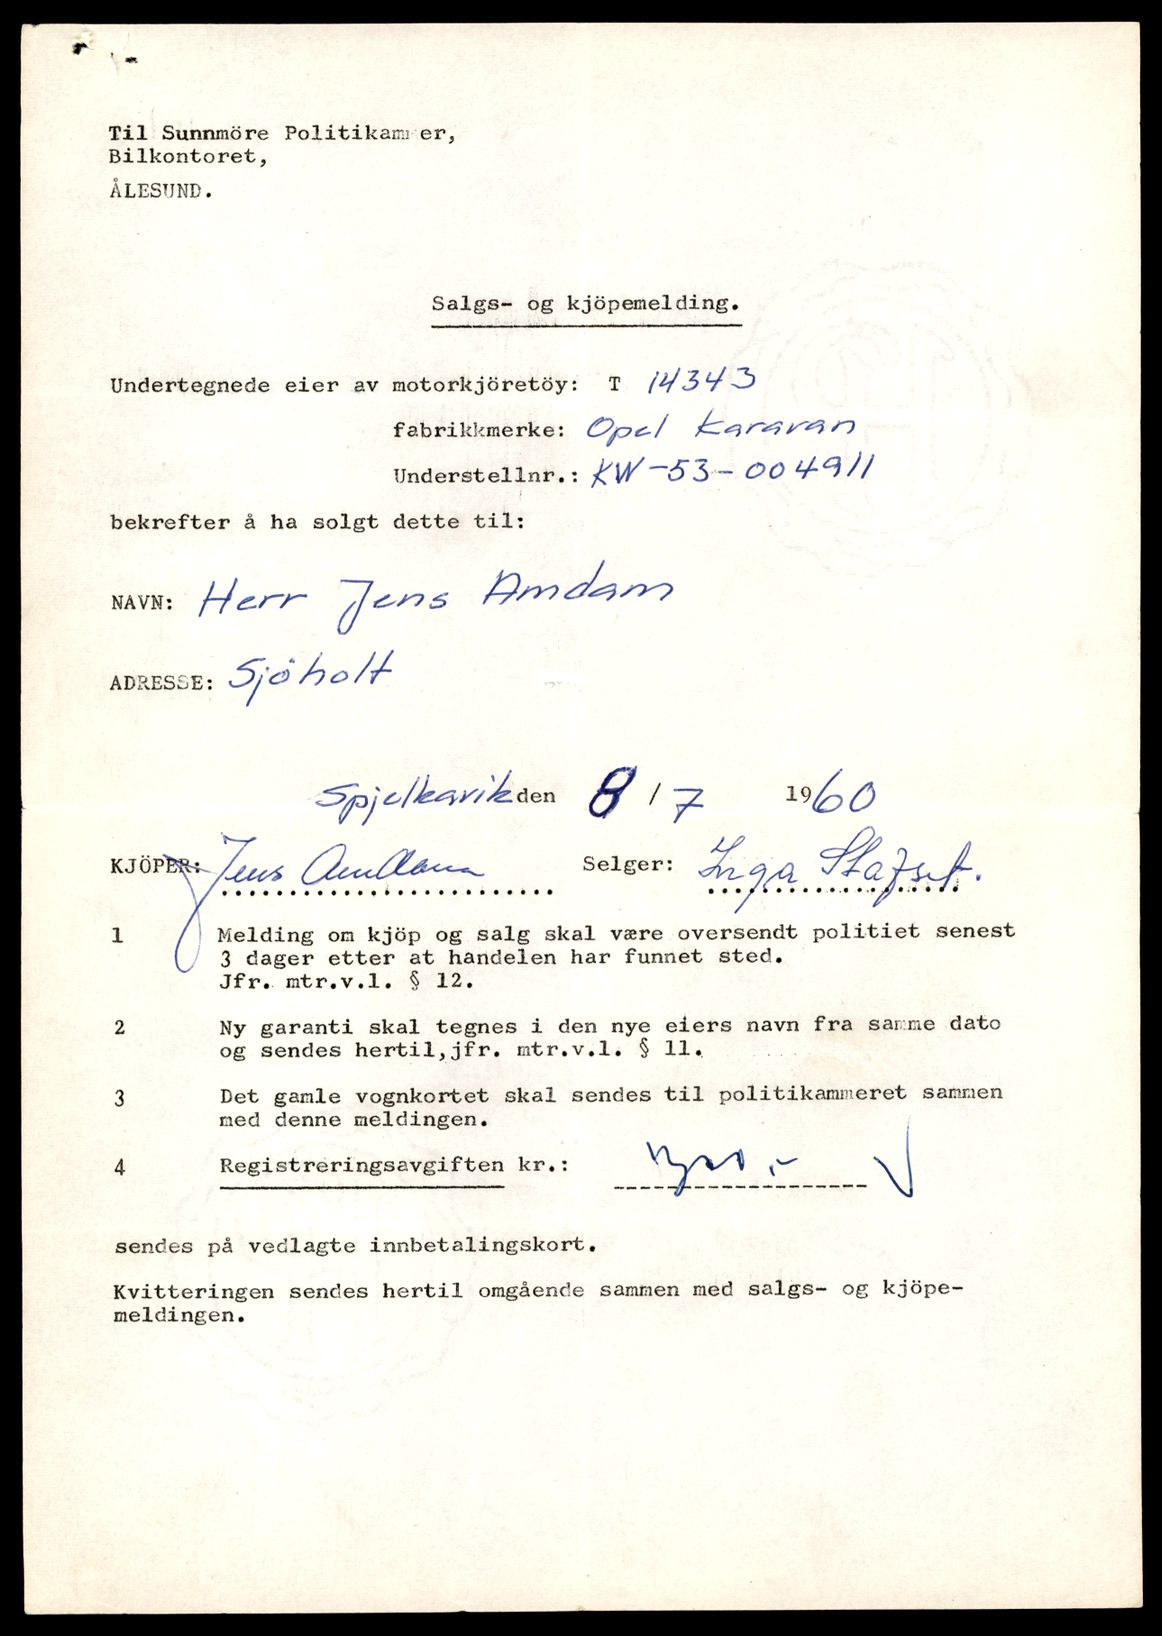 Til Sunnmöre Politikammer,
Bilkontoret,
ÅLESUND.
Salgs- og kjöpemelding.
Undertegnede eier av motorkjöretöy: T 14343
fabrikkmerke: Opel Karavan
Understellnr.: KW-53-004911
bekrefter å ha solgt dette til:
NAVN: Herr Jens Amdam
ADRESSE: Sjöholt
Spjelkavik den 8/7 1960
KJÖPER: Jens Amdam Selger: Inga Stafset.
1 Melding om kjöp og salg skal være oversendt politiet senest
3 dager etter at handelen har funnet sted.
Jfr. mtr.v.l. § 12.
2 Ny garanti skal tegnes i den nye eiers navn fra samme dato
og sendes hertil,jfr. mtr.v.l. § 11.
3 Det gamle vognkortet skal sendes til politikammeret sammen
med denne meldingen.
4 Registreringsavgiften kr.:
sendes på vedlagte innbetalingskort.
Kvitteringen sendes hertil omgående sammen med salgs- og kjöpe-
meldingen.